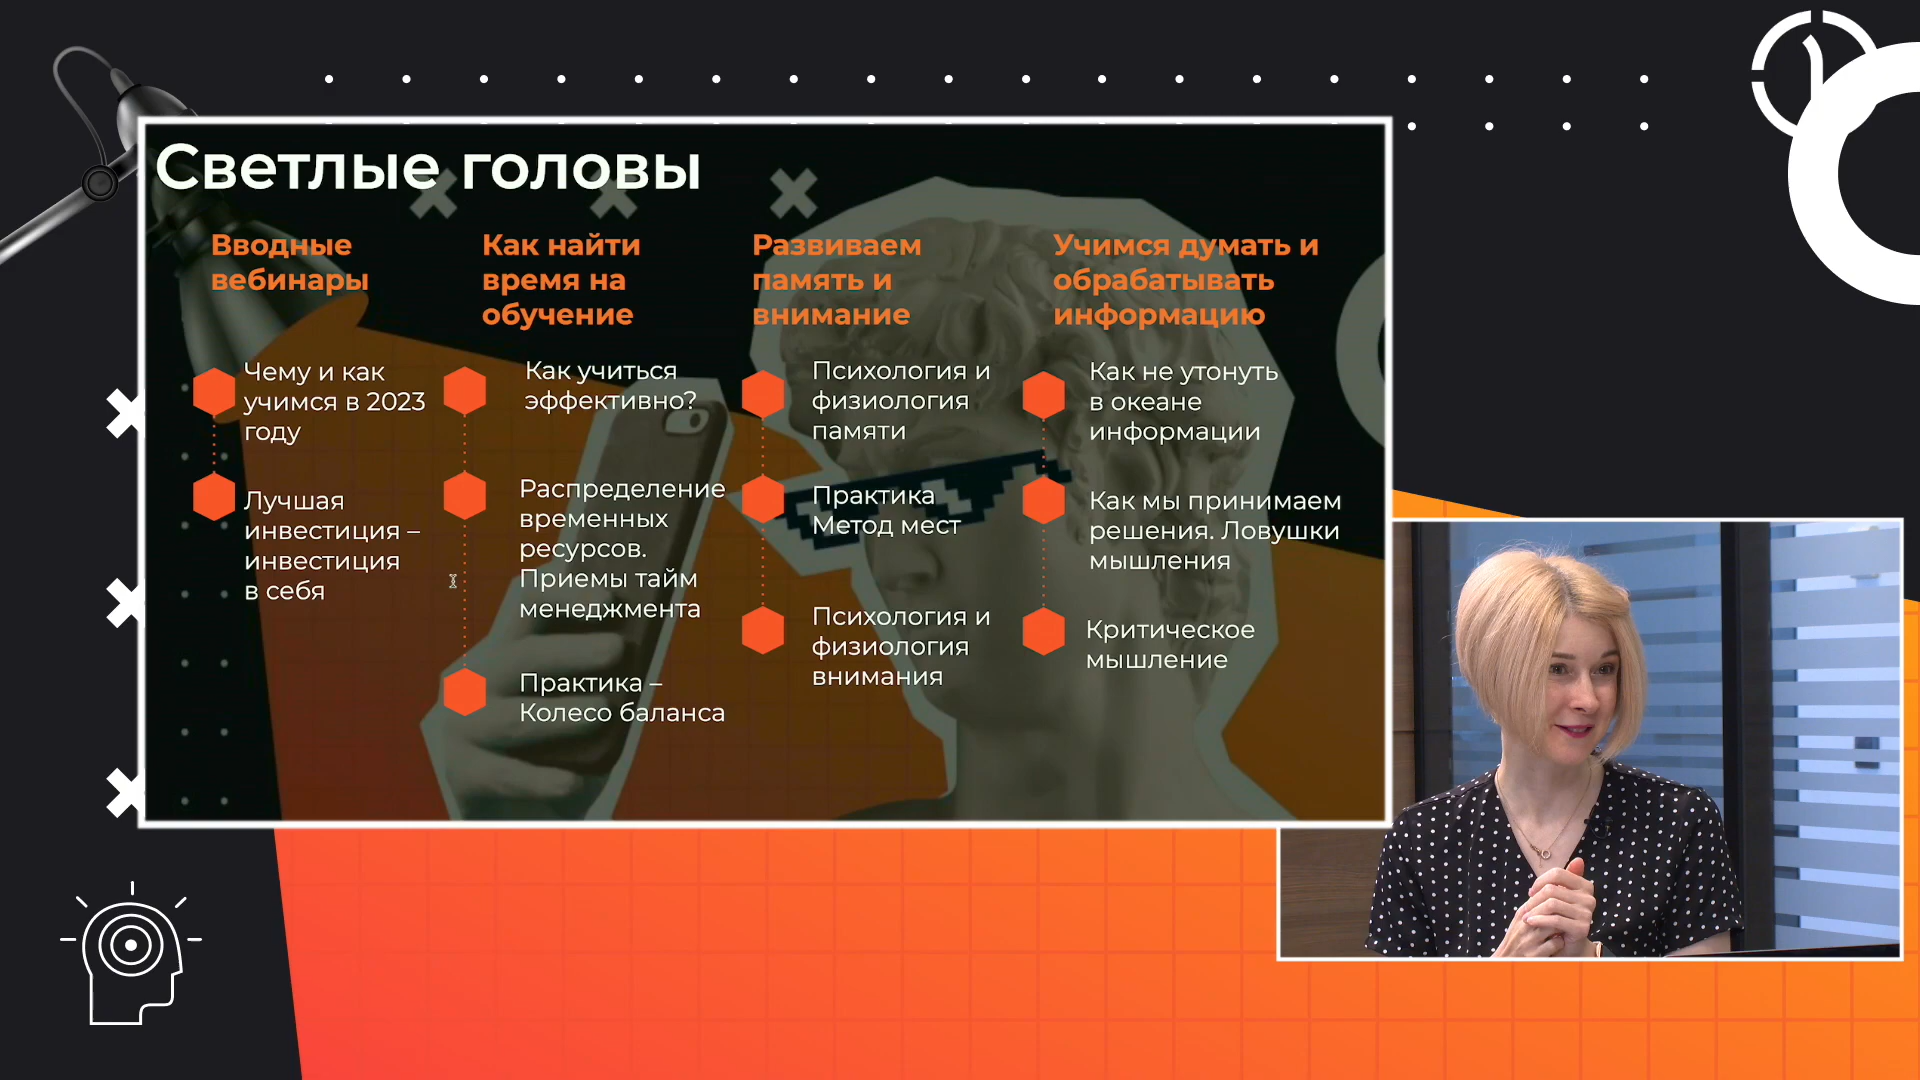 Светлые головы
Вводные
вебинары
Чему и как
учимся в 2023
году
Лучшая
инвестиция –
инвестиция
в себя
Как найти
время на
обучение
Как учиться
эффективно?
Распределение
временных
ресурсов.
Приемы тайм
менеджмента
Практика –
Колесо баланса
Развиваем
память и
внимание
Психология и
физиология
памяти
Практика
Метод мест
Психология и
физиология
внимания
Учимся думать и
обрабатывать
информацию
Как не утонуть
в океане
информации
Как мы принимаем
решения. Ловушки
мышления
Критическое
мышление